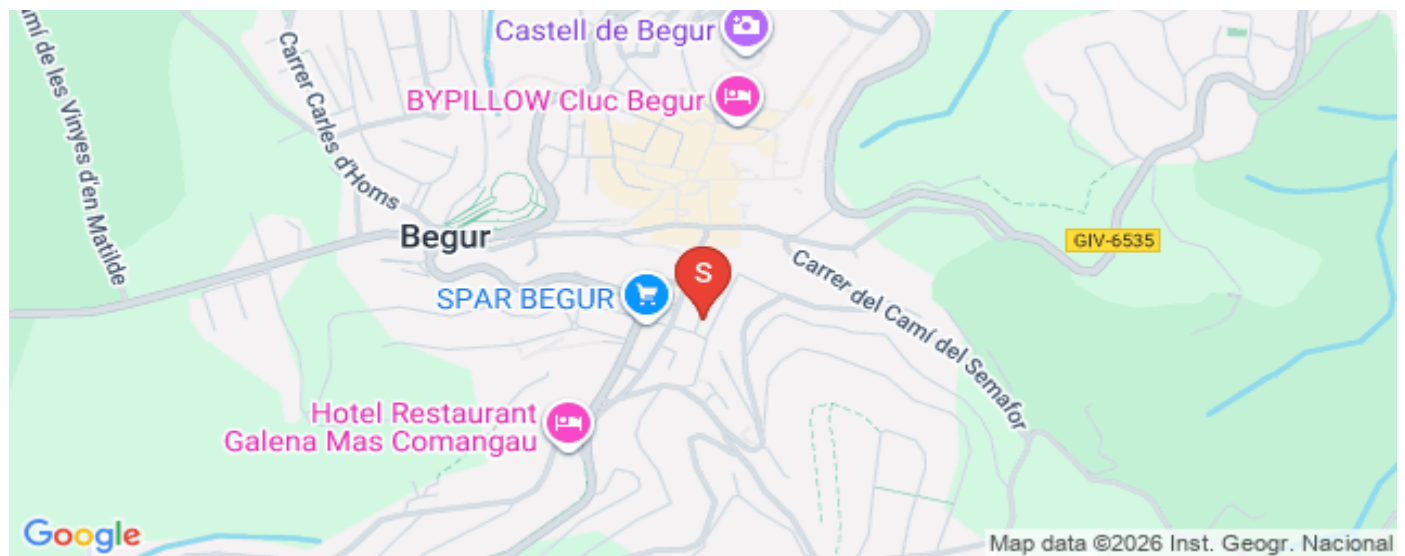 Castell de Begur
BYPILLOW Cluc Begur
Camí de les Vinyes d'en Matilde
Carrer Carles d'Homs
Begur
GIV-6535
S
SPAR BEGUR
Carrer del Camí del Semafor
Hotel Restaurant
Galena Mas Comangau
Google
Map data ©2026 Inst. Geogr. Nacional